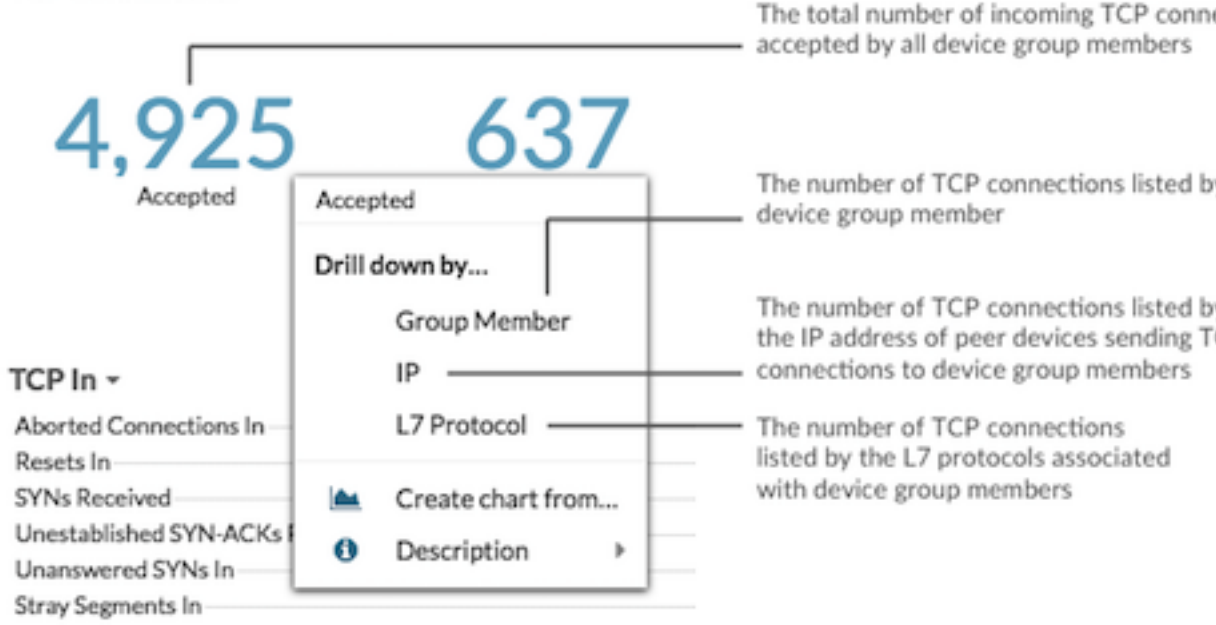 The total number of incoming TCP
accepted by all device group members
4,925
637
Accepted
Accepted
The number of TCP connections listed
device group member
Drill down by...
Group Member
The number of TCP connections listed
the IP address of peer devices sending
connections to device group members
IP
L7 Protocol
The number of TCP connections
listed by the L7 protocols associated
with device group members
TCP In
Aborted Connections In
Resets In
SYNs Received
Unestablished SYN-ACKs
Unanswered SYNs In
Stray Segments In
Create chart from...
Description